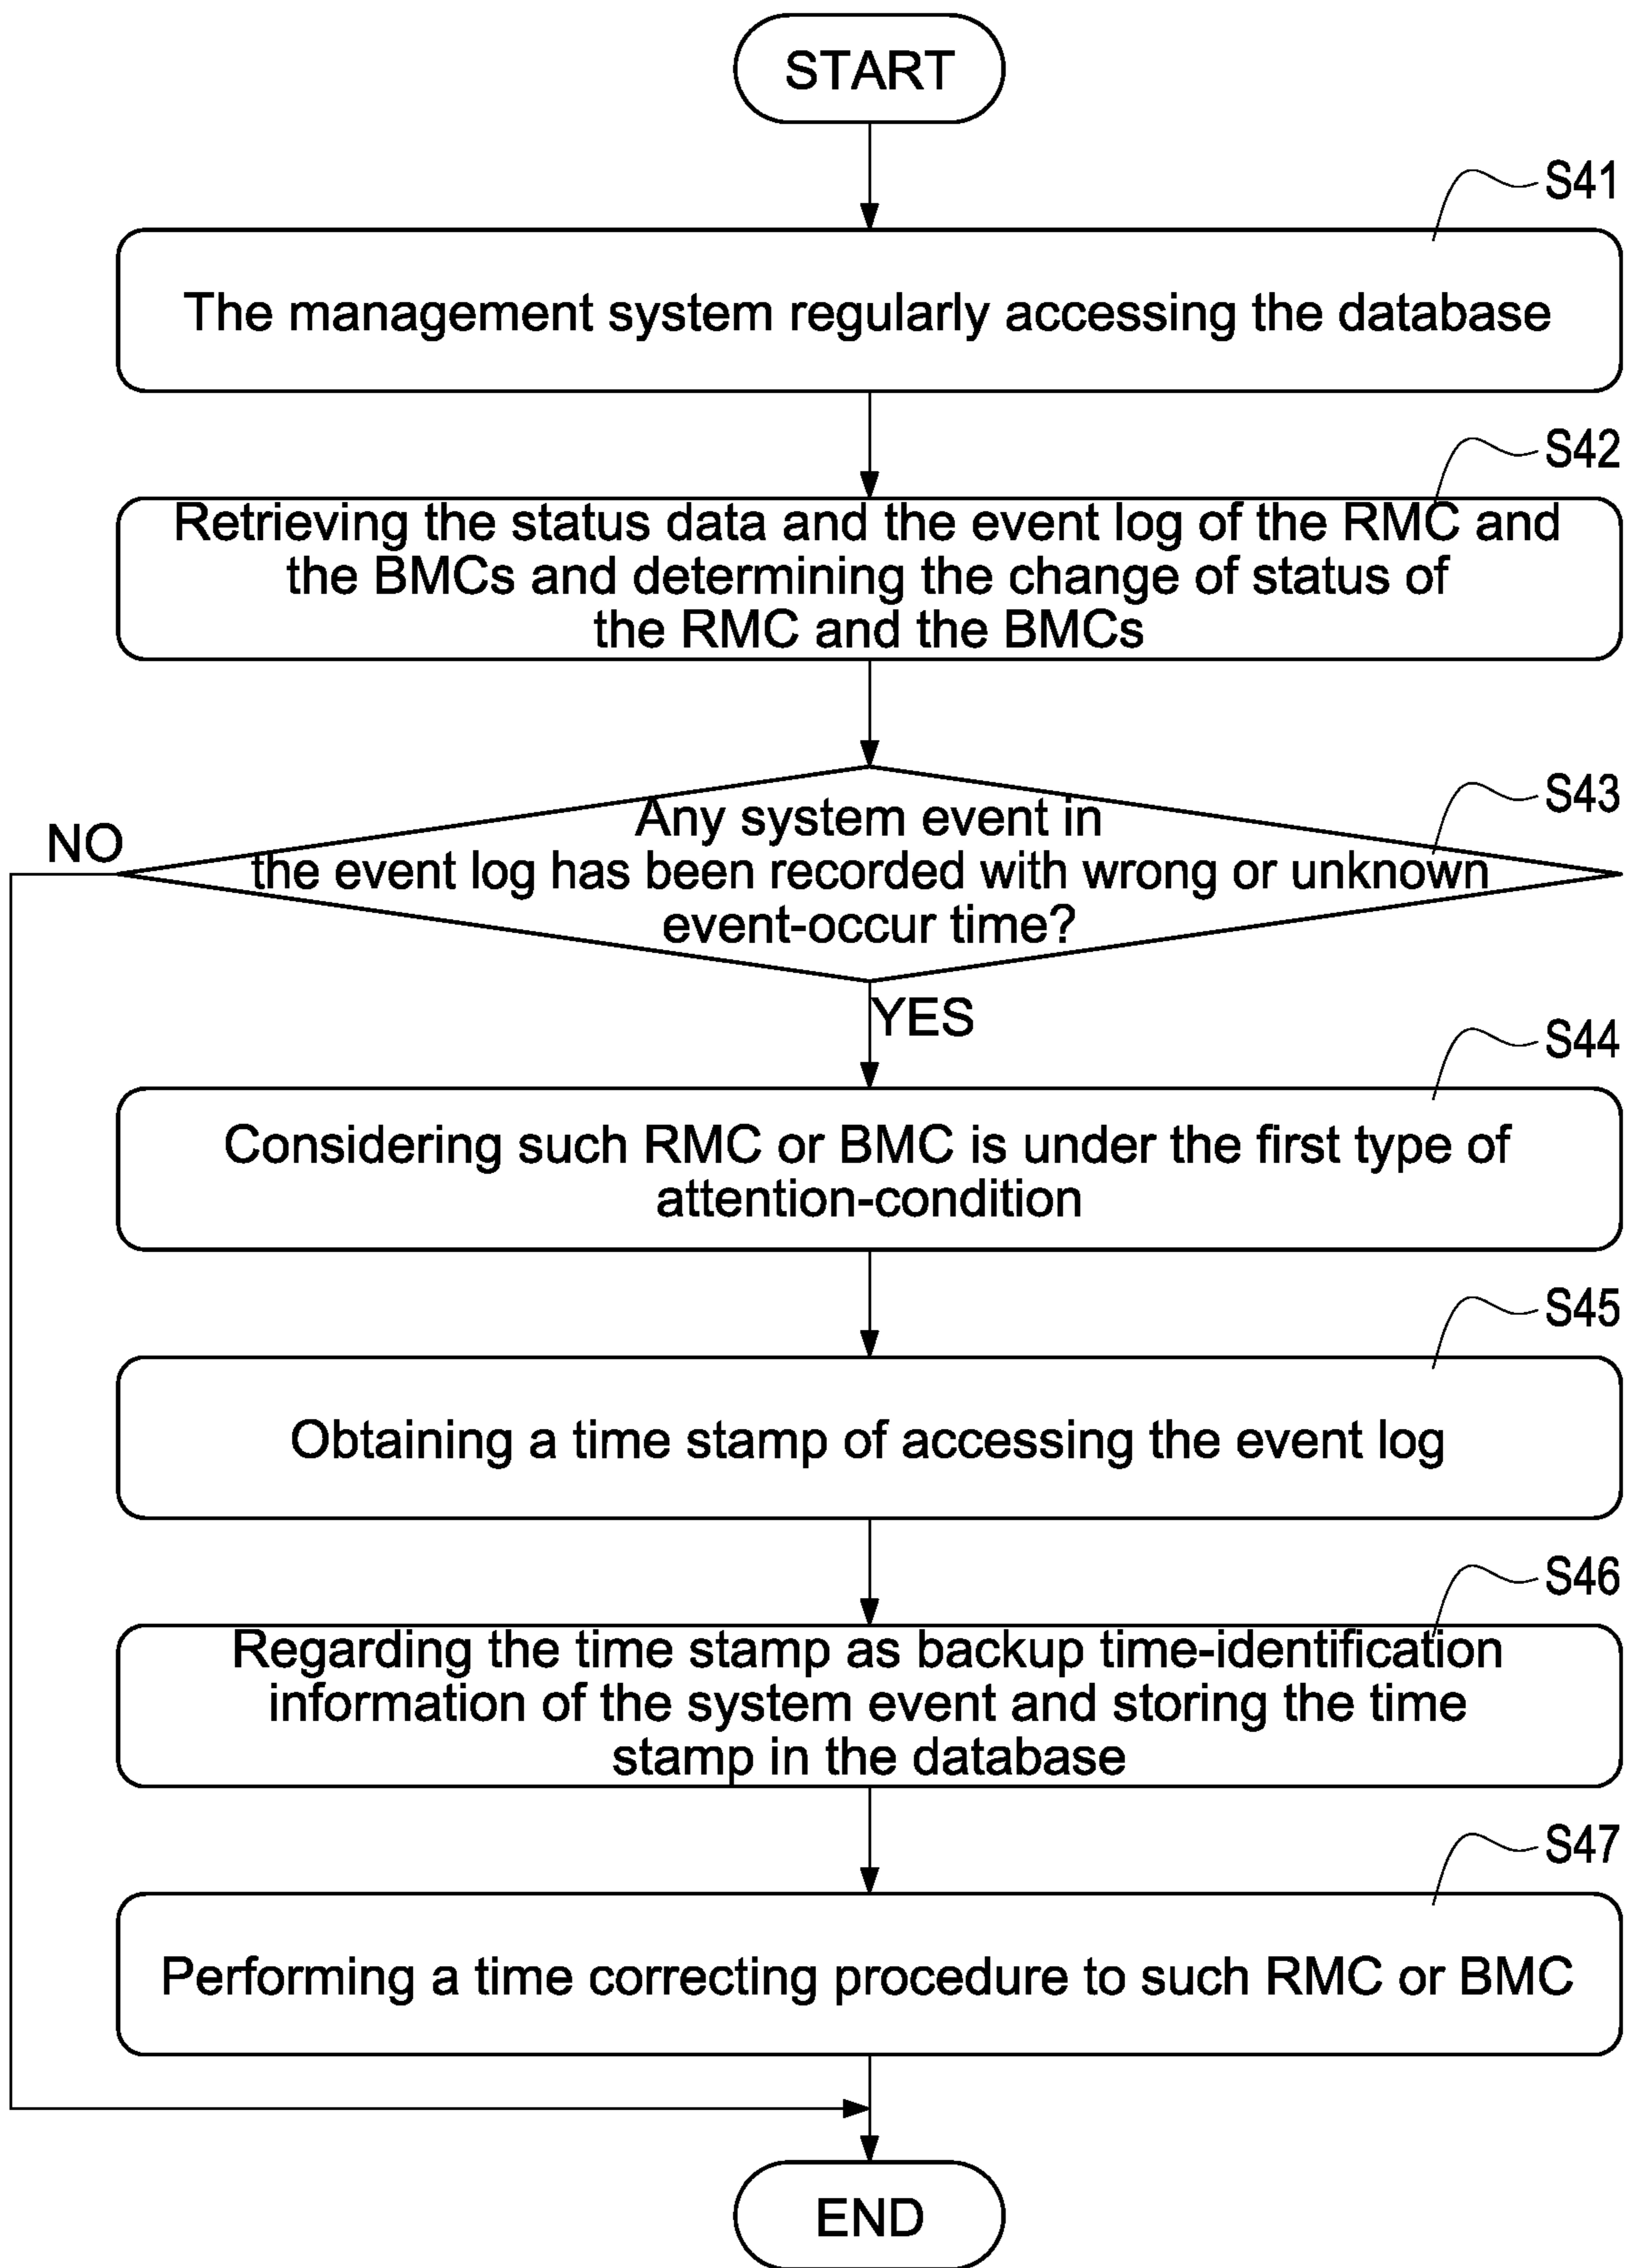 START
S41
The management system regularly accessing the database
S42
Retrieving the status data and the event log of the RMC and
the BMCs and determining the change of status of
the RMC and the BMCs
S43
Any system event in
NO
the event log has been recorded with wrong or unknown
event-occur time?
YES
S44
Considering such RMC or BMC is under the first type of
attention-condition
S45
Obtaining a time stamp of accessing the event log
S46
Regarding the time stamp as backup time-identification
information of the system event and storing the time
stamp in the database
S47
Performing a time correcting procedure to such RMC or BMC
END